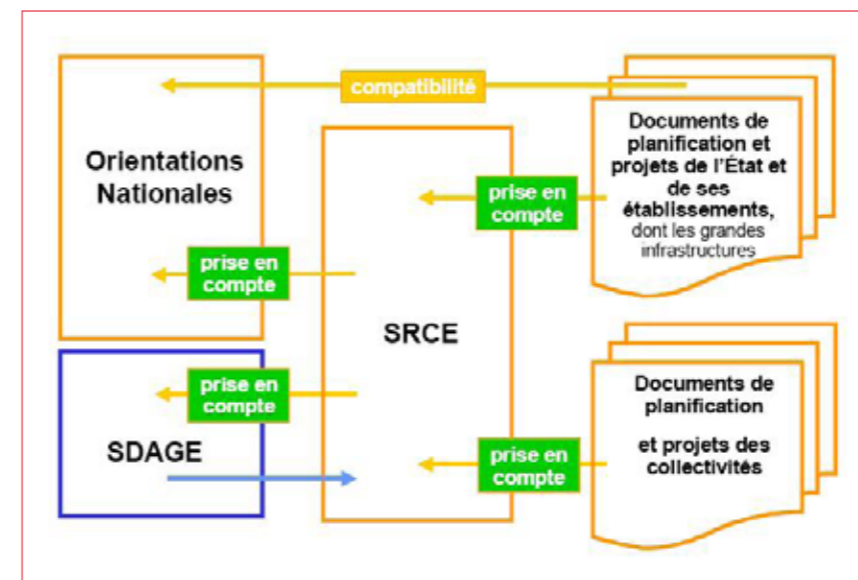 compatibilité
Orientations
Nationales
Documents de
planification et
projets de l'État et
de ses
établissements,
dont les grandes
infrastructures
prise en
compte
prise en
compte
SRCE
prise en
compte
SDAGE
Documents de
planification
et projets des
collectivités
prise en
compte